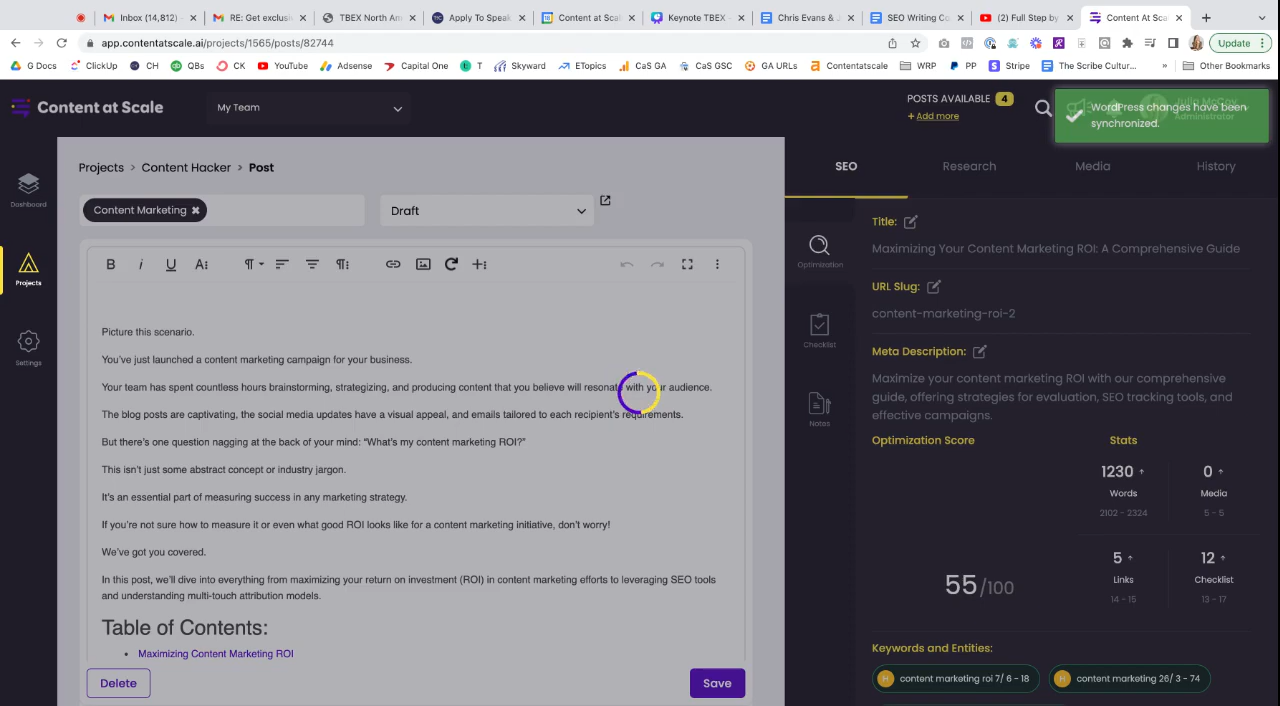 Inbox (14,812)
RE: Get exclusi
TBEX North Am
Apply To Speak
Content at Scal
Keynote TBEX -
Chris Evans &
SEO Writing Co
(2) Full Step by
Content At Sca
app.contentatscale.ai/projects/1565/posts/82744
Update
G Docs
ClickUp
CH
QBs
CK
YouTube
Adsense
Capital One
T
Skyward
ETopics
CaS GA
CaS GSC
GA URLs
Contentatscale
WRP
PP
Stripe
The Scribe Cultur...
»
Other Bookmarks
Content at Scale
My Team
POSTS AVAILABLE 4
+ Add more
WordPress changes have been
synchronized.
Administrator
Dashboard
Projects
Settings
Projects > Content Hacker > Post
Content Marketing
Draft
Picture this scenario.
You've just launched a content marketing campaign for your business.
Your team has spent countless hours brainstorming, strategizing, and producing content that you believe will resonate with your audience.
The blog posts are captivating, the social media updates have a visual appeal, and emails tailored to each recipient's requirements.
But there's one question nagging at the back of your mind: "What's my content marketing ROI?"
This isn't just some abstract concept or industry jargon.
It's an essential part of measuring success in any marketing strategy.
If you're not sure how to measure it or even what good ROI looks like for a content marketing initiative, don't worry!
We've got you covered.
In this post, we'll dive into everything from maximizing your return on investment (ROI) in content marketing efforts to leveraging SEO tools
and understanding multi-touch attribution models.
Table of Contents:
• Maximizing Content Marketing ROI
Delete
Save
SEO
Research
Media
History
Optimization
Checklist
Notes
Title:
Maximizing Your Content Marketing ROI: A Comprehensive Guide
URL Slug:
content-marketing-roi-2
Meta Description:
Maximize your content marketing ROI with our comprehensive
guide, offering strategies for evaluation, SEO tracking tools, and
effective campaigns.
Optimization Score
Stats
1230
Words
2102 - 2324
0
Media
5 - 5
55/100
5
Links
14 - 15
12
Checklist
13 - 17
Keywords and Entities:
H content marketing roi 7/ 6 - 18
H content marketing 26/ 3 - 74